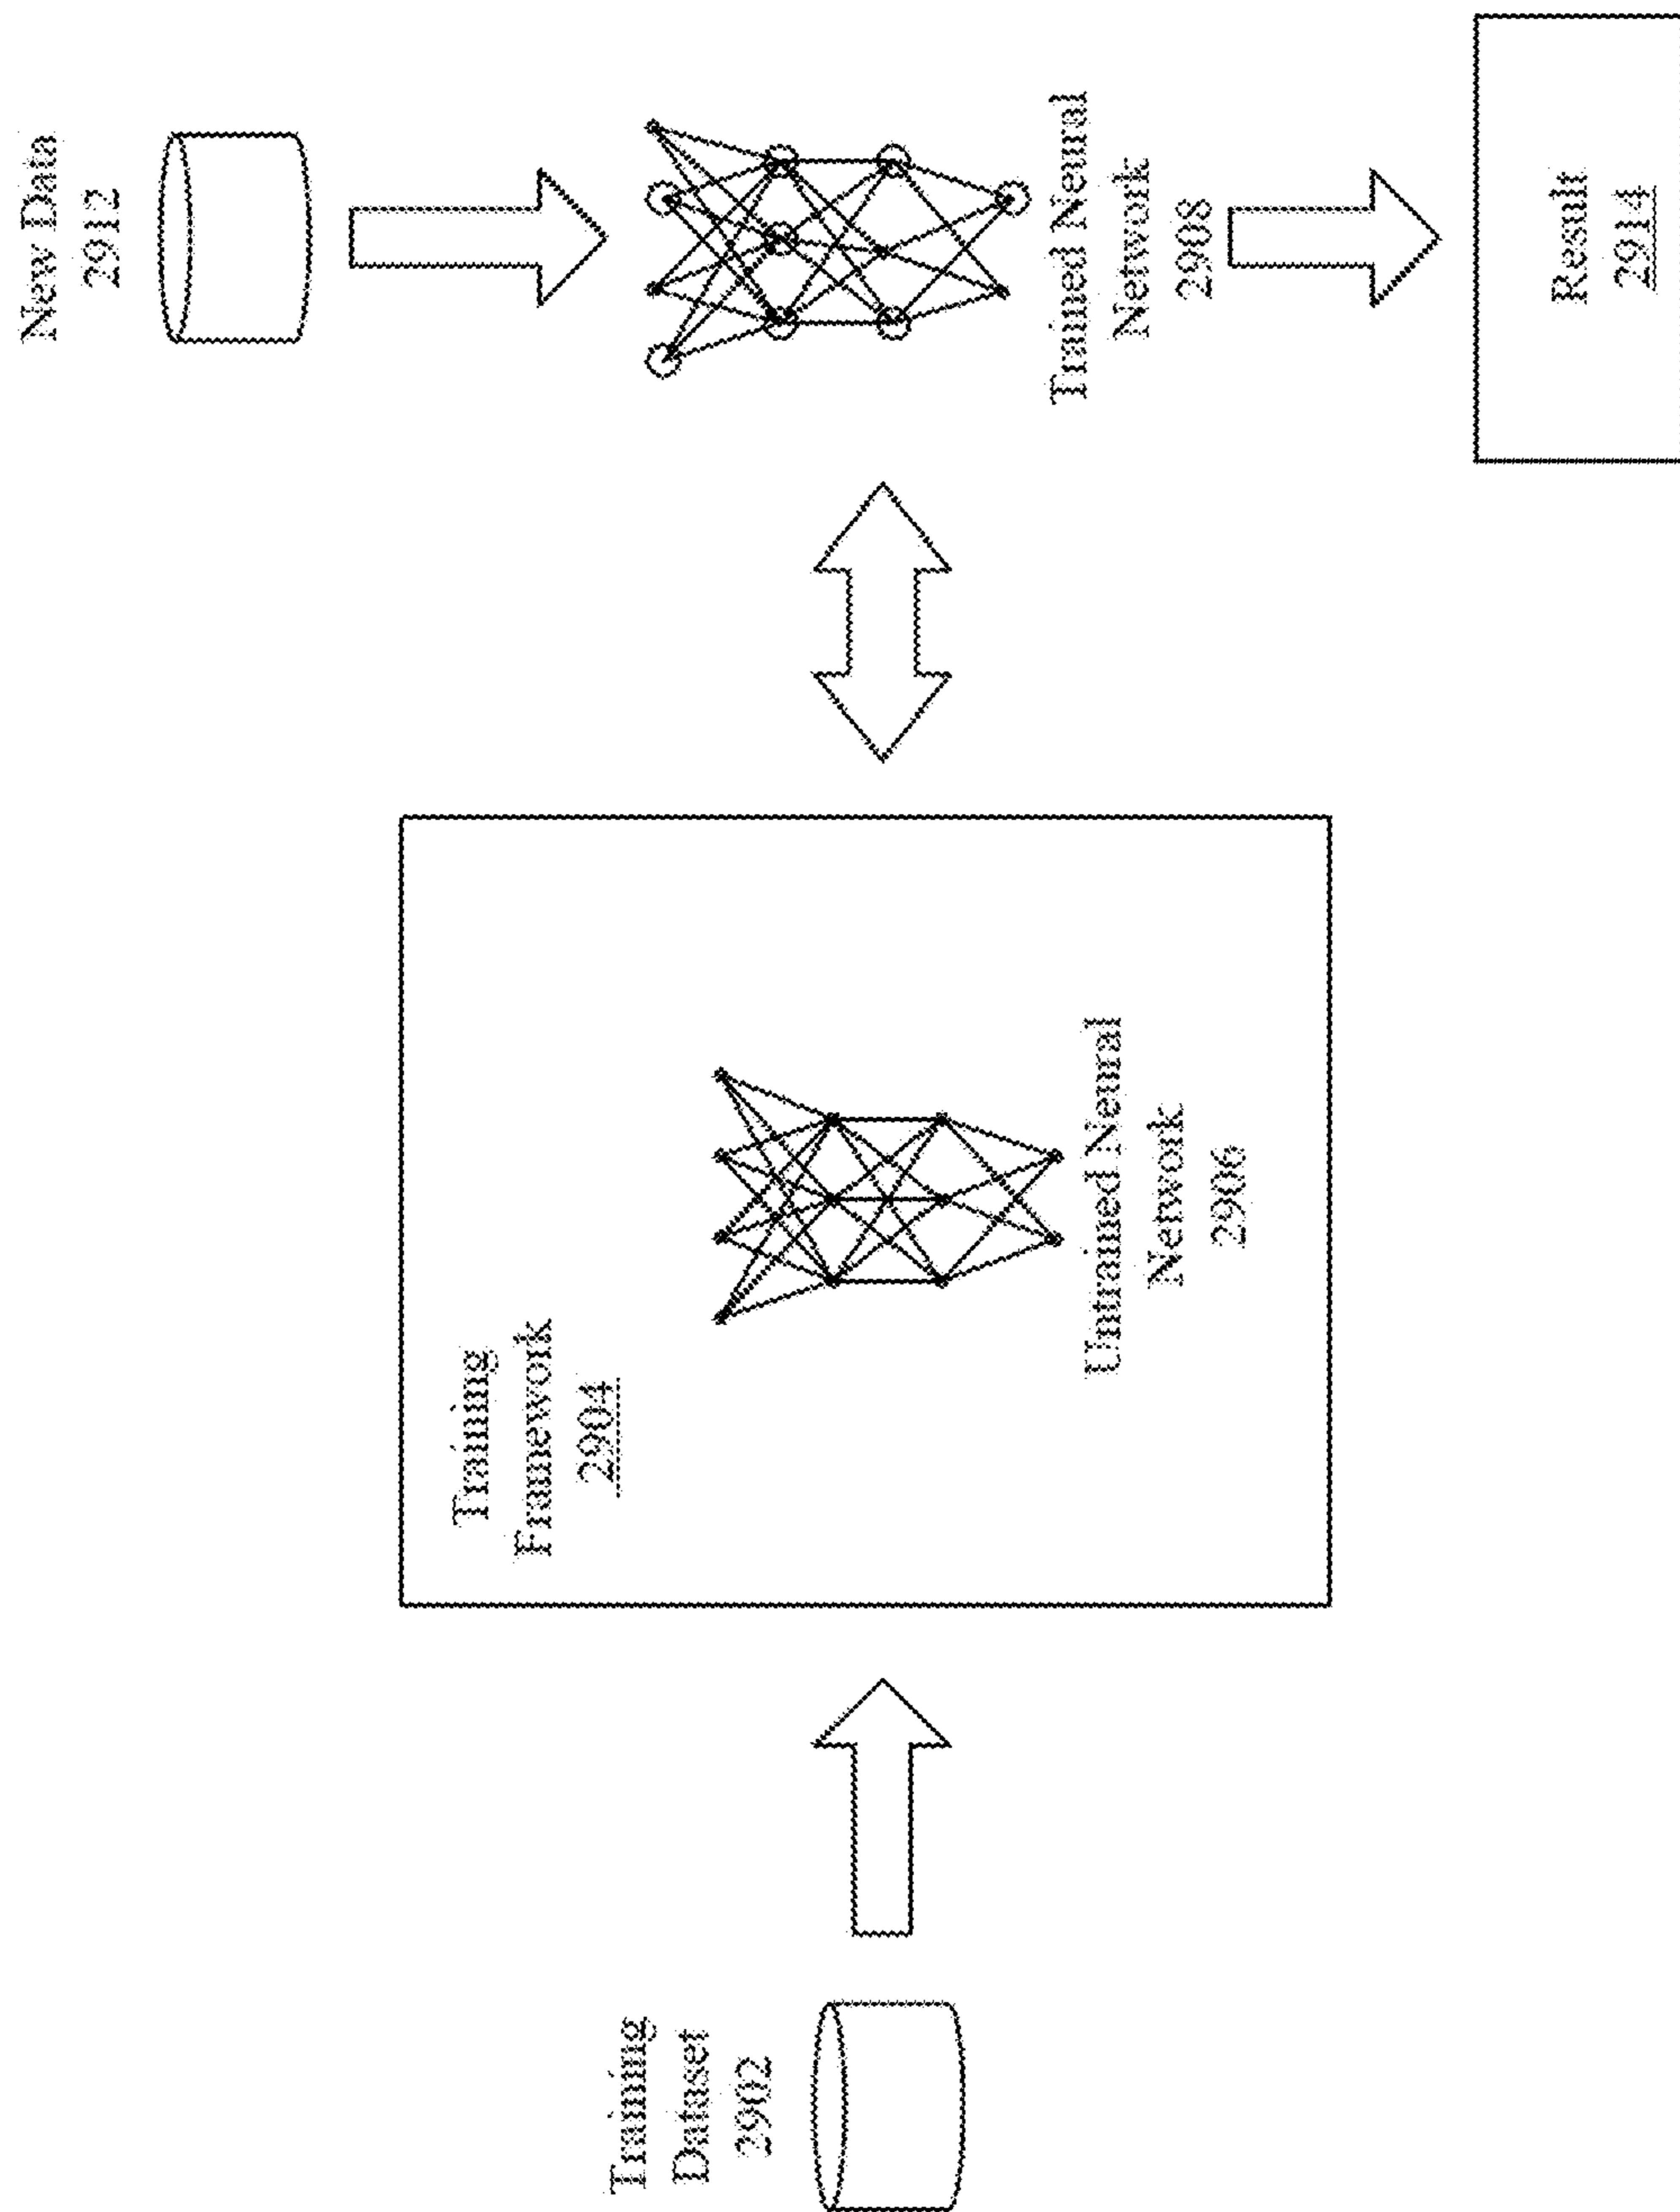 Training
Dataset
2902
Training
Framework
2904
Untrained Neural
Network
2906
New Data
2912
Trained Neural
Network
2908
Result
2914